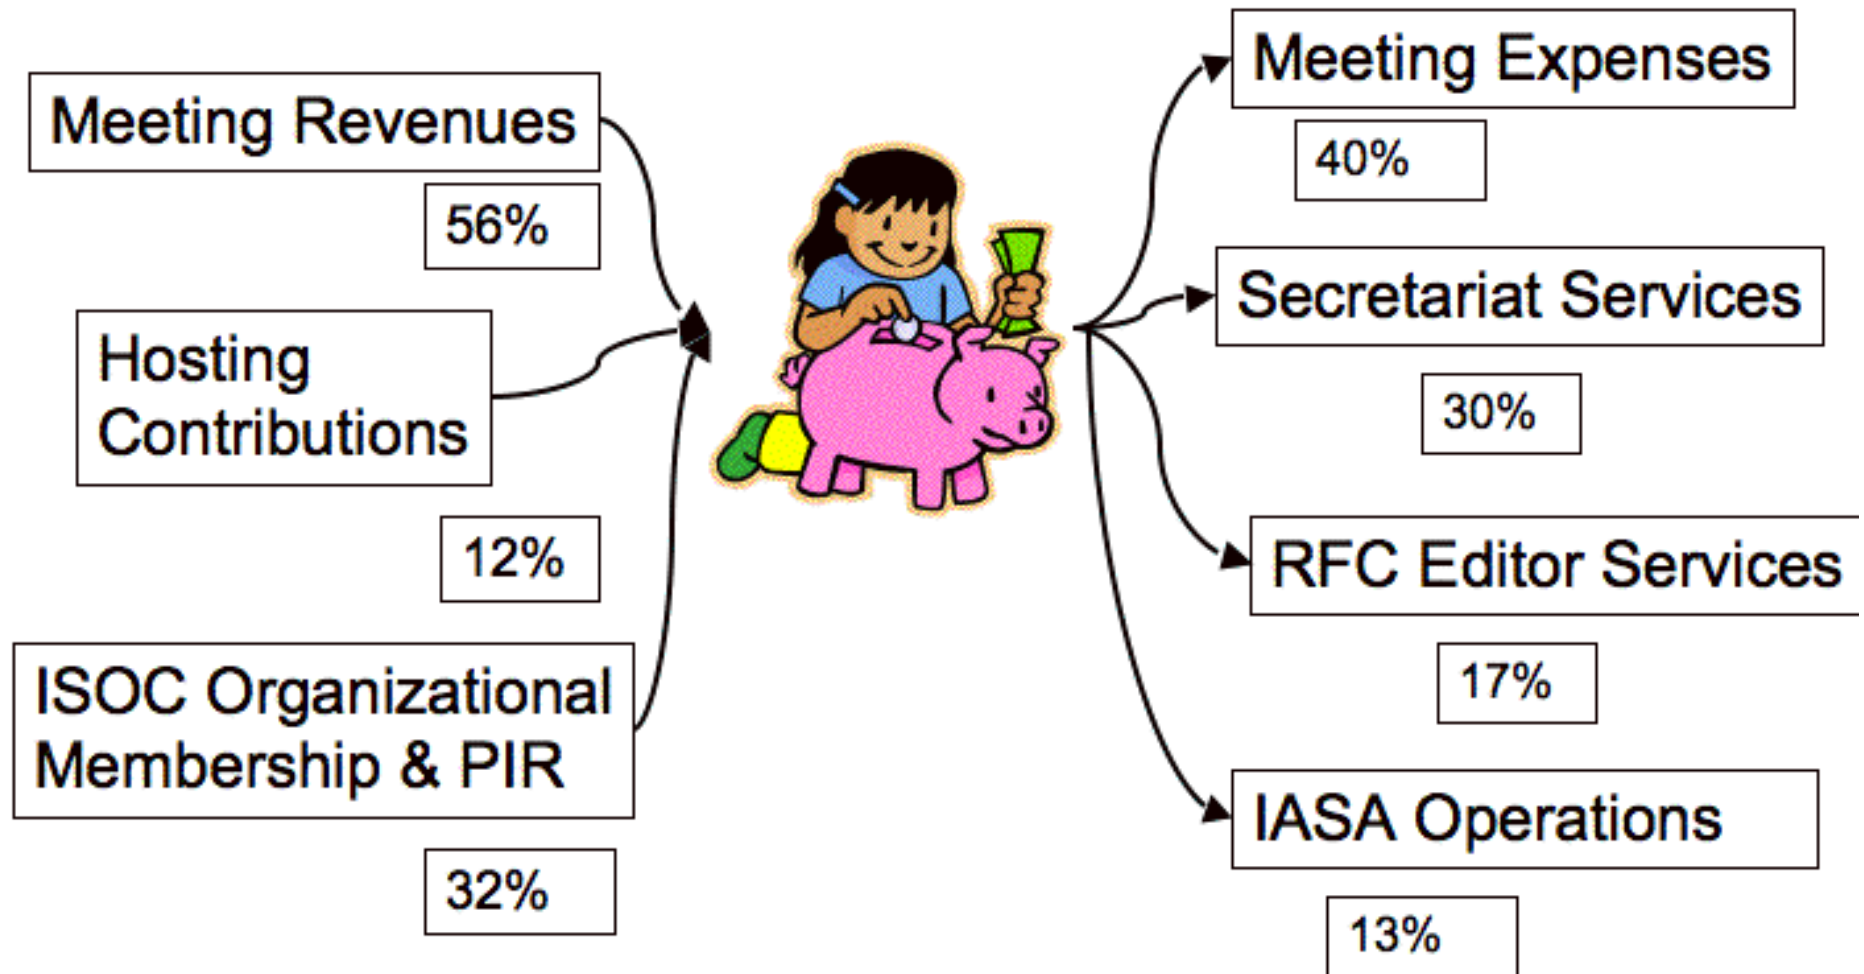 Meeting Revenues
56%
Hosting
Contributions
12%
ISOC Organizational
Membership & PIR
32%
Meeting Expenses
40%
Secretariat Services
30%
RFC Editor Services
17%
IASA Operations
13%